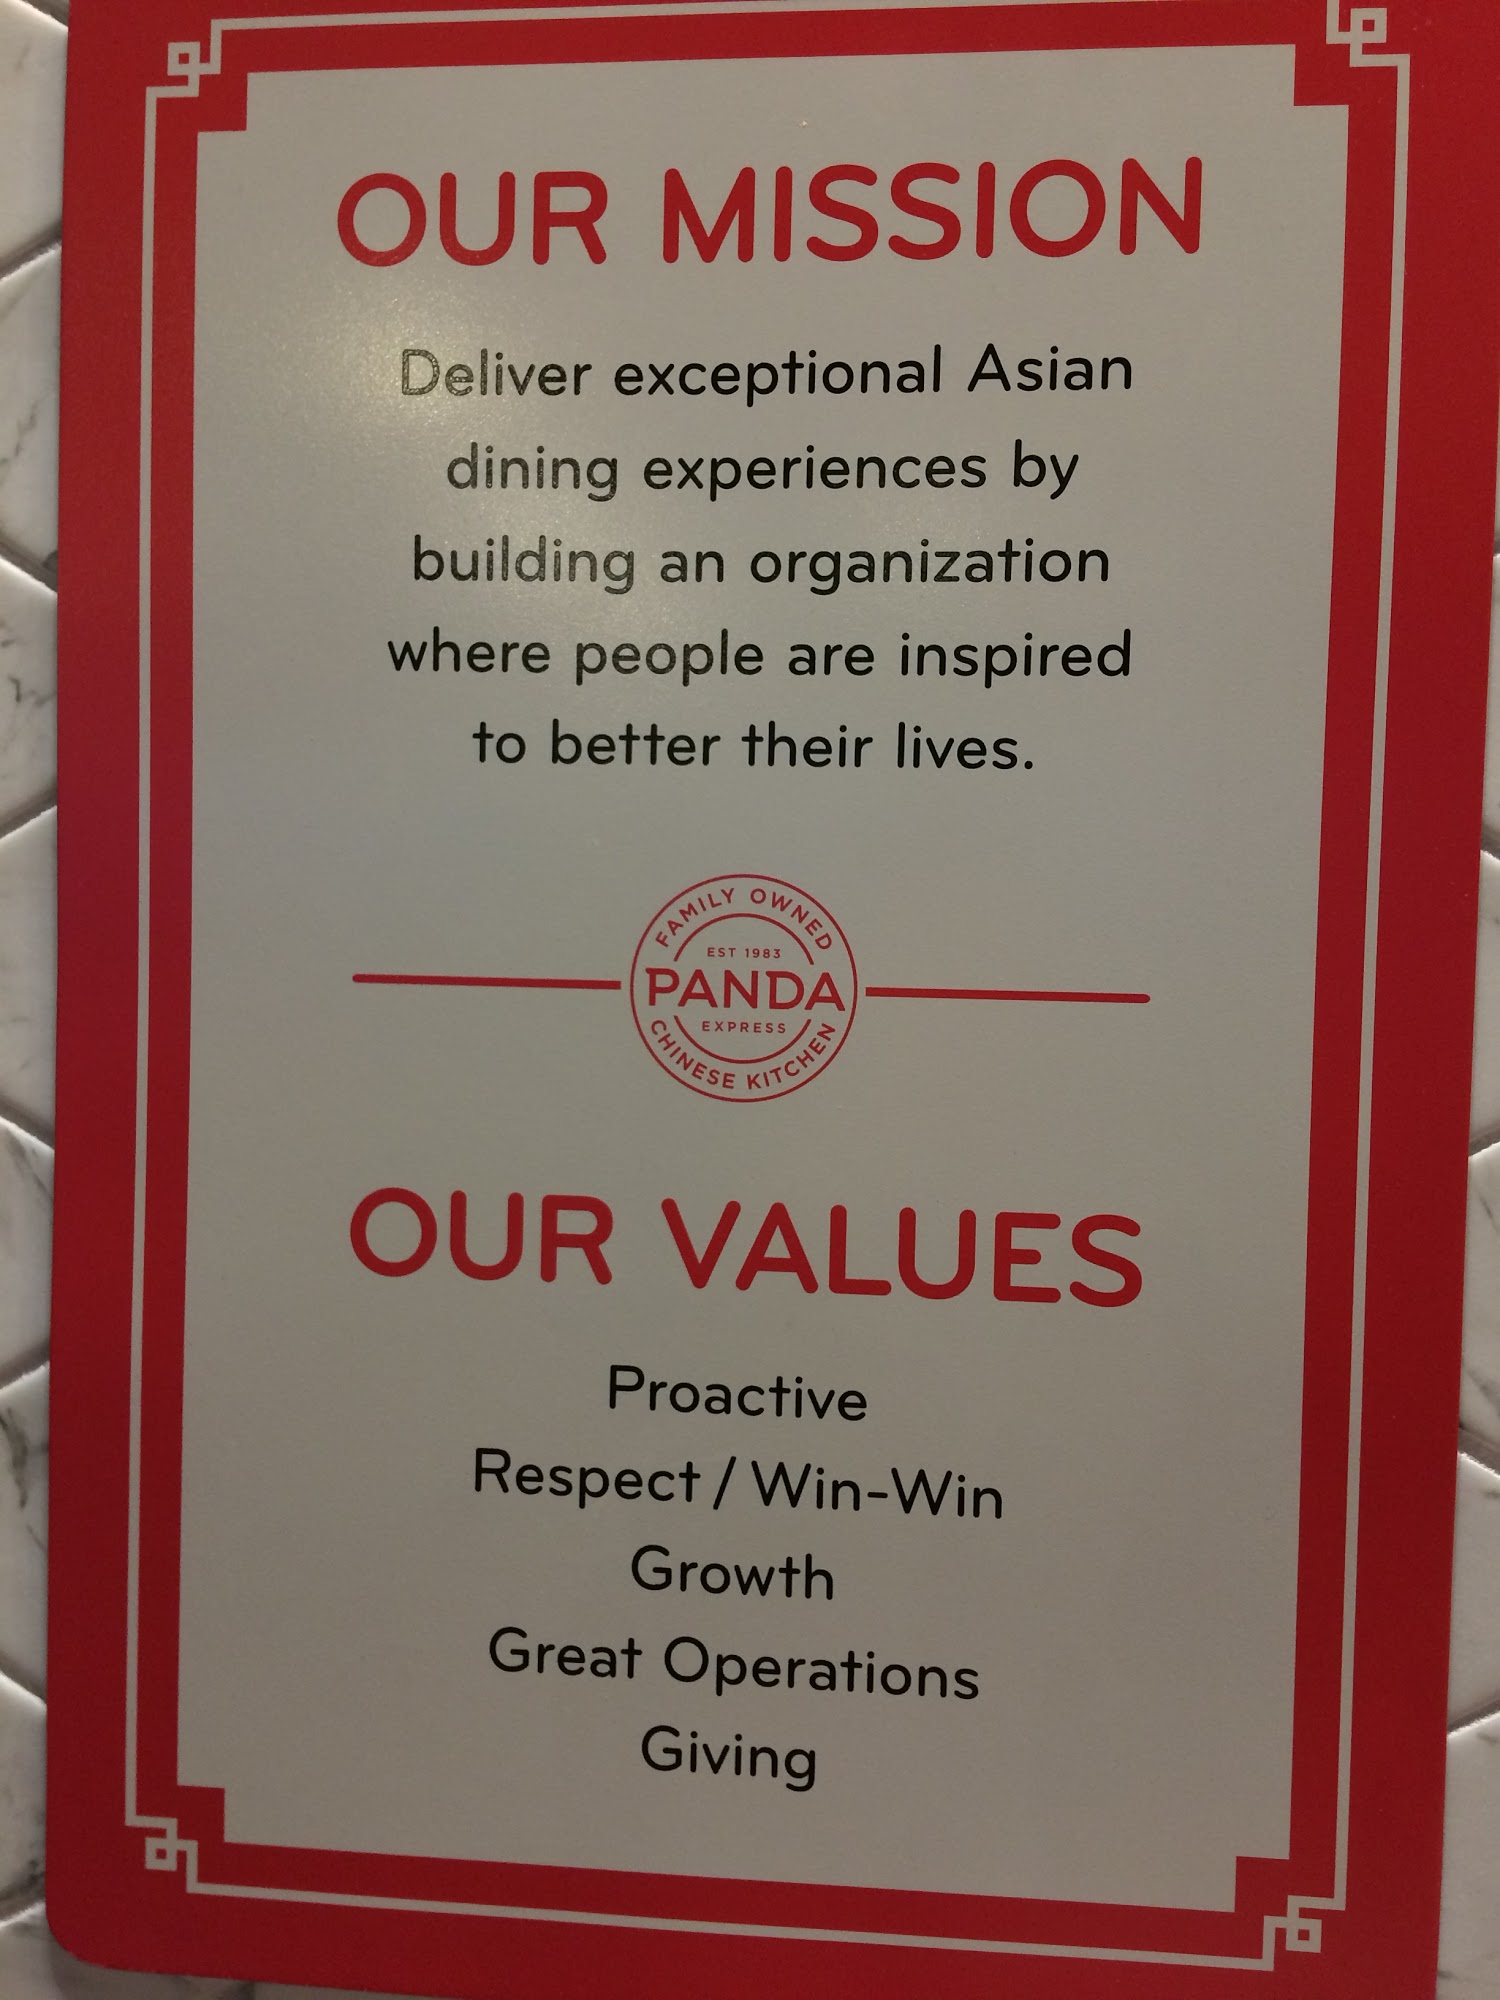 OUR MISSION
Deliver exceptional Asian
dining experiences by
building an organization
where people are inspired
to better their lives.
FAMILY OWNED
EST 1983
PANDA
EXPRESS
CHINESE KITCHEN
OUR VALUES
Proactive
Respect / Win-Win
Growth
Great Operations
Giving